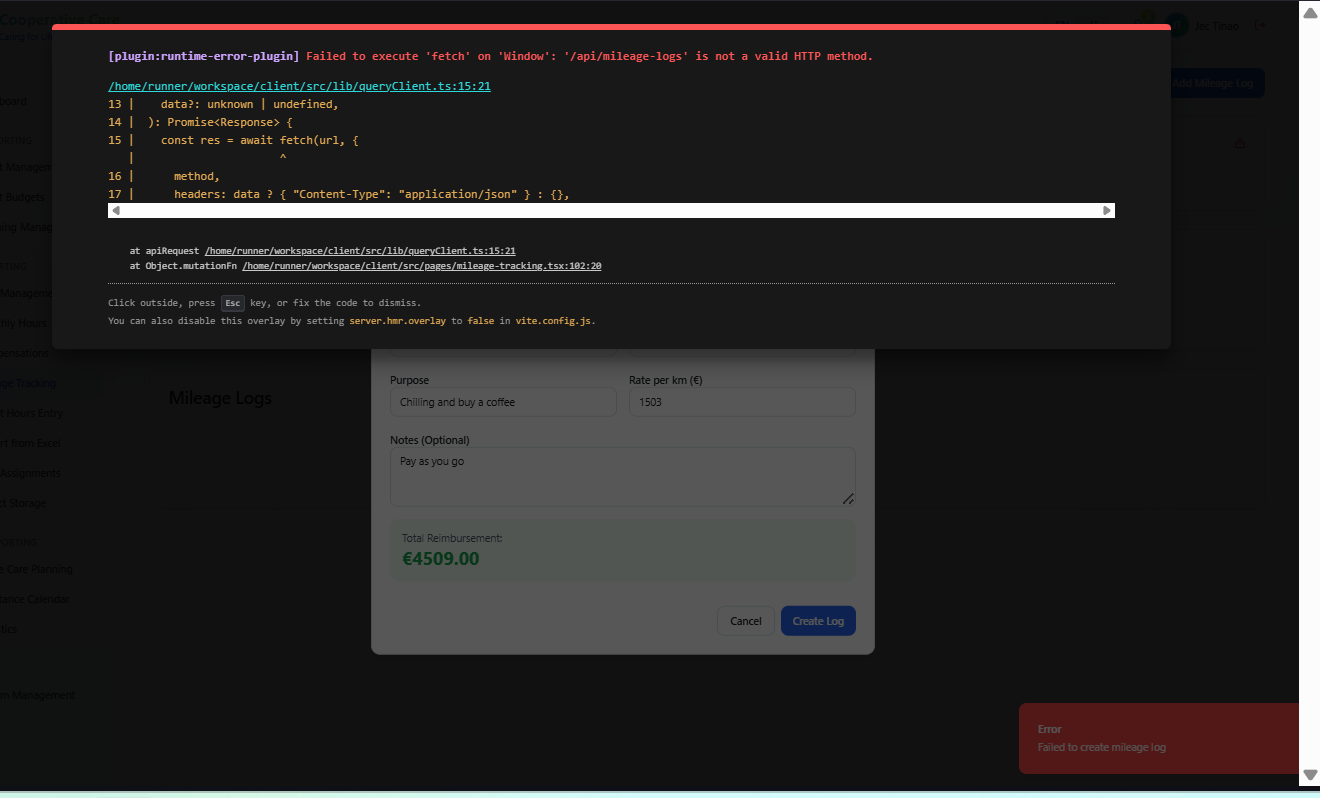 Cooperative Care
Caring for Li
Jec Tinao
[plugin:runtime-error-plugin] Failed to execute 'fetch' on 'Window': '/api/mileage-logs' is not a valid HTTP method.
/home/runner/workspace/client/src/lib/queryClient.ts:15:21
13 |    data?: unknown | undefined,
14 |  ): Promise<Response> {
15 |    const res = await fetch(url, {
   |                      ^
16 |      method,
17 |      headers: data ? { "Content-Type": "application/json" } : {},
at apiRequest /home/runner/workspace/client/src/lib/queryClient.ts:15:21
at Object.mutationFn /home/runner/workspace/client/src/pages/mileage-tracking.tsx:102:20
Click outside, press Esc key, or fix the code to dismiss.
You can also disable this overlay by setting server.hmr.overlay to false in vite.config.js.
Add Mileage Log
board
t Managem
t Budgets
ing Manag
Manageme
hly Hours
pensations
ge Tracking
t Hours Entry
rt from Excel
Assignments
ct Storage
ORTING
e Care Planning
iance Calendar
tics
m Management
Mileage Logs
Purpose
Rate per km (€)
Chilling and buy a coffee
1503
Notes (Optional)
Pay as you go
Total Reimbursement:
€4509.00
Cancel
Create Log
Error
Failed to create mileage log